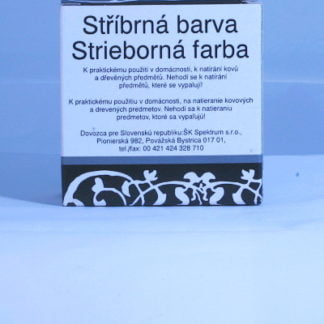 Stříbrná barva
Strieborná farba
K praktickému použití v domácnosti, k natírání kovů
a dřevěných předmětů. Nehodí se k natírání
předmětů, které se vypalují!
K praktickému použitiu v domácnosti, na natieranie kovových
a drevených predmetov. Nehodí sa k natieraniu
predmetov, ktoré sa vypaľujú!
Dovozca pre Slovenskú republiku:ŠK Spektrum s.r.o.,
Pionierská 982, Považská Bystrica 017 01,
tel./fax: 00 421 424 326 710